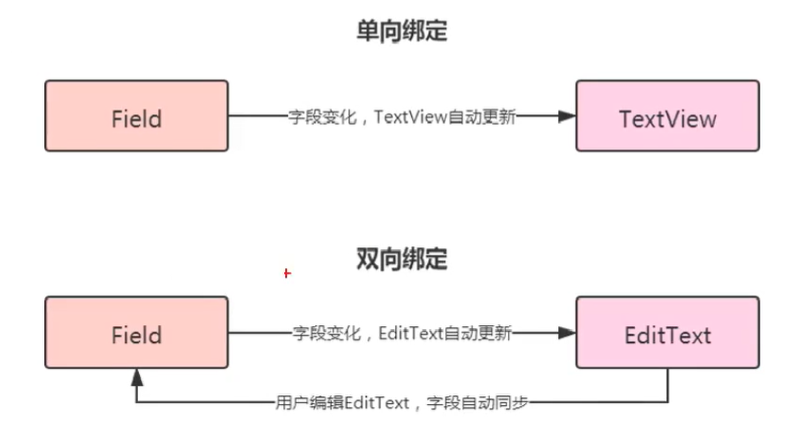 单向绑定
Field
字段变化，TextView自动更新
TextView
双向绑定
Field
字段变化，EditText自动更新
EditText
用户编辑EditText，字段自动同步